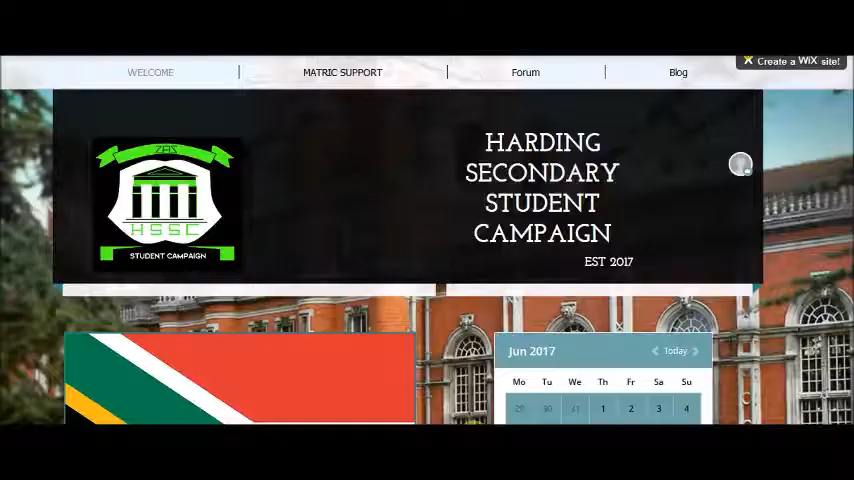 Create a WiX site!
WELCOME
MATRIC SUPPORT
Forum
Blog
ZAS
HSSC
STUDENT CAMPAIGN
HARDING
SECONDARY
STUDENT
CAMPAIGN
EST 2017
Jun 2017
Today
Mo Tu We Th Fr Sa Su
29 30 31 1 2 3 4